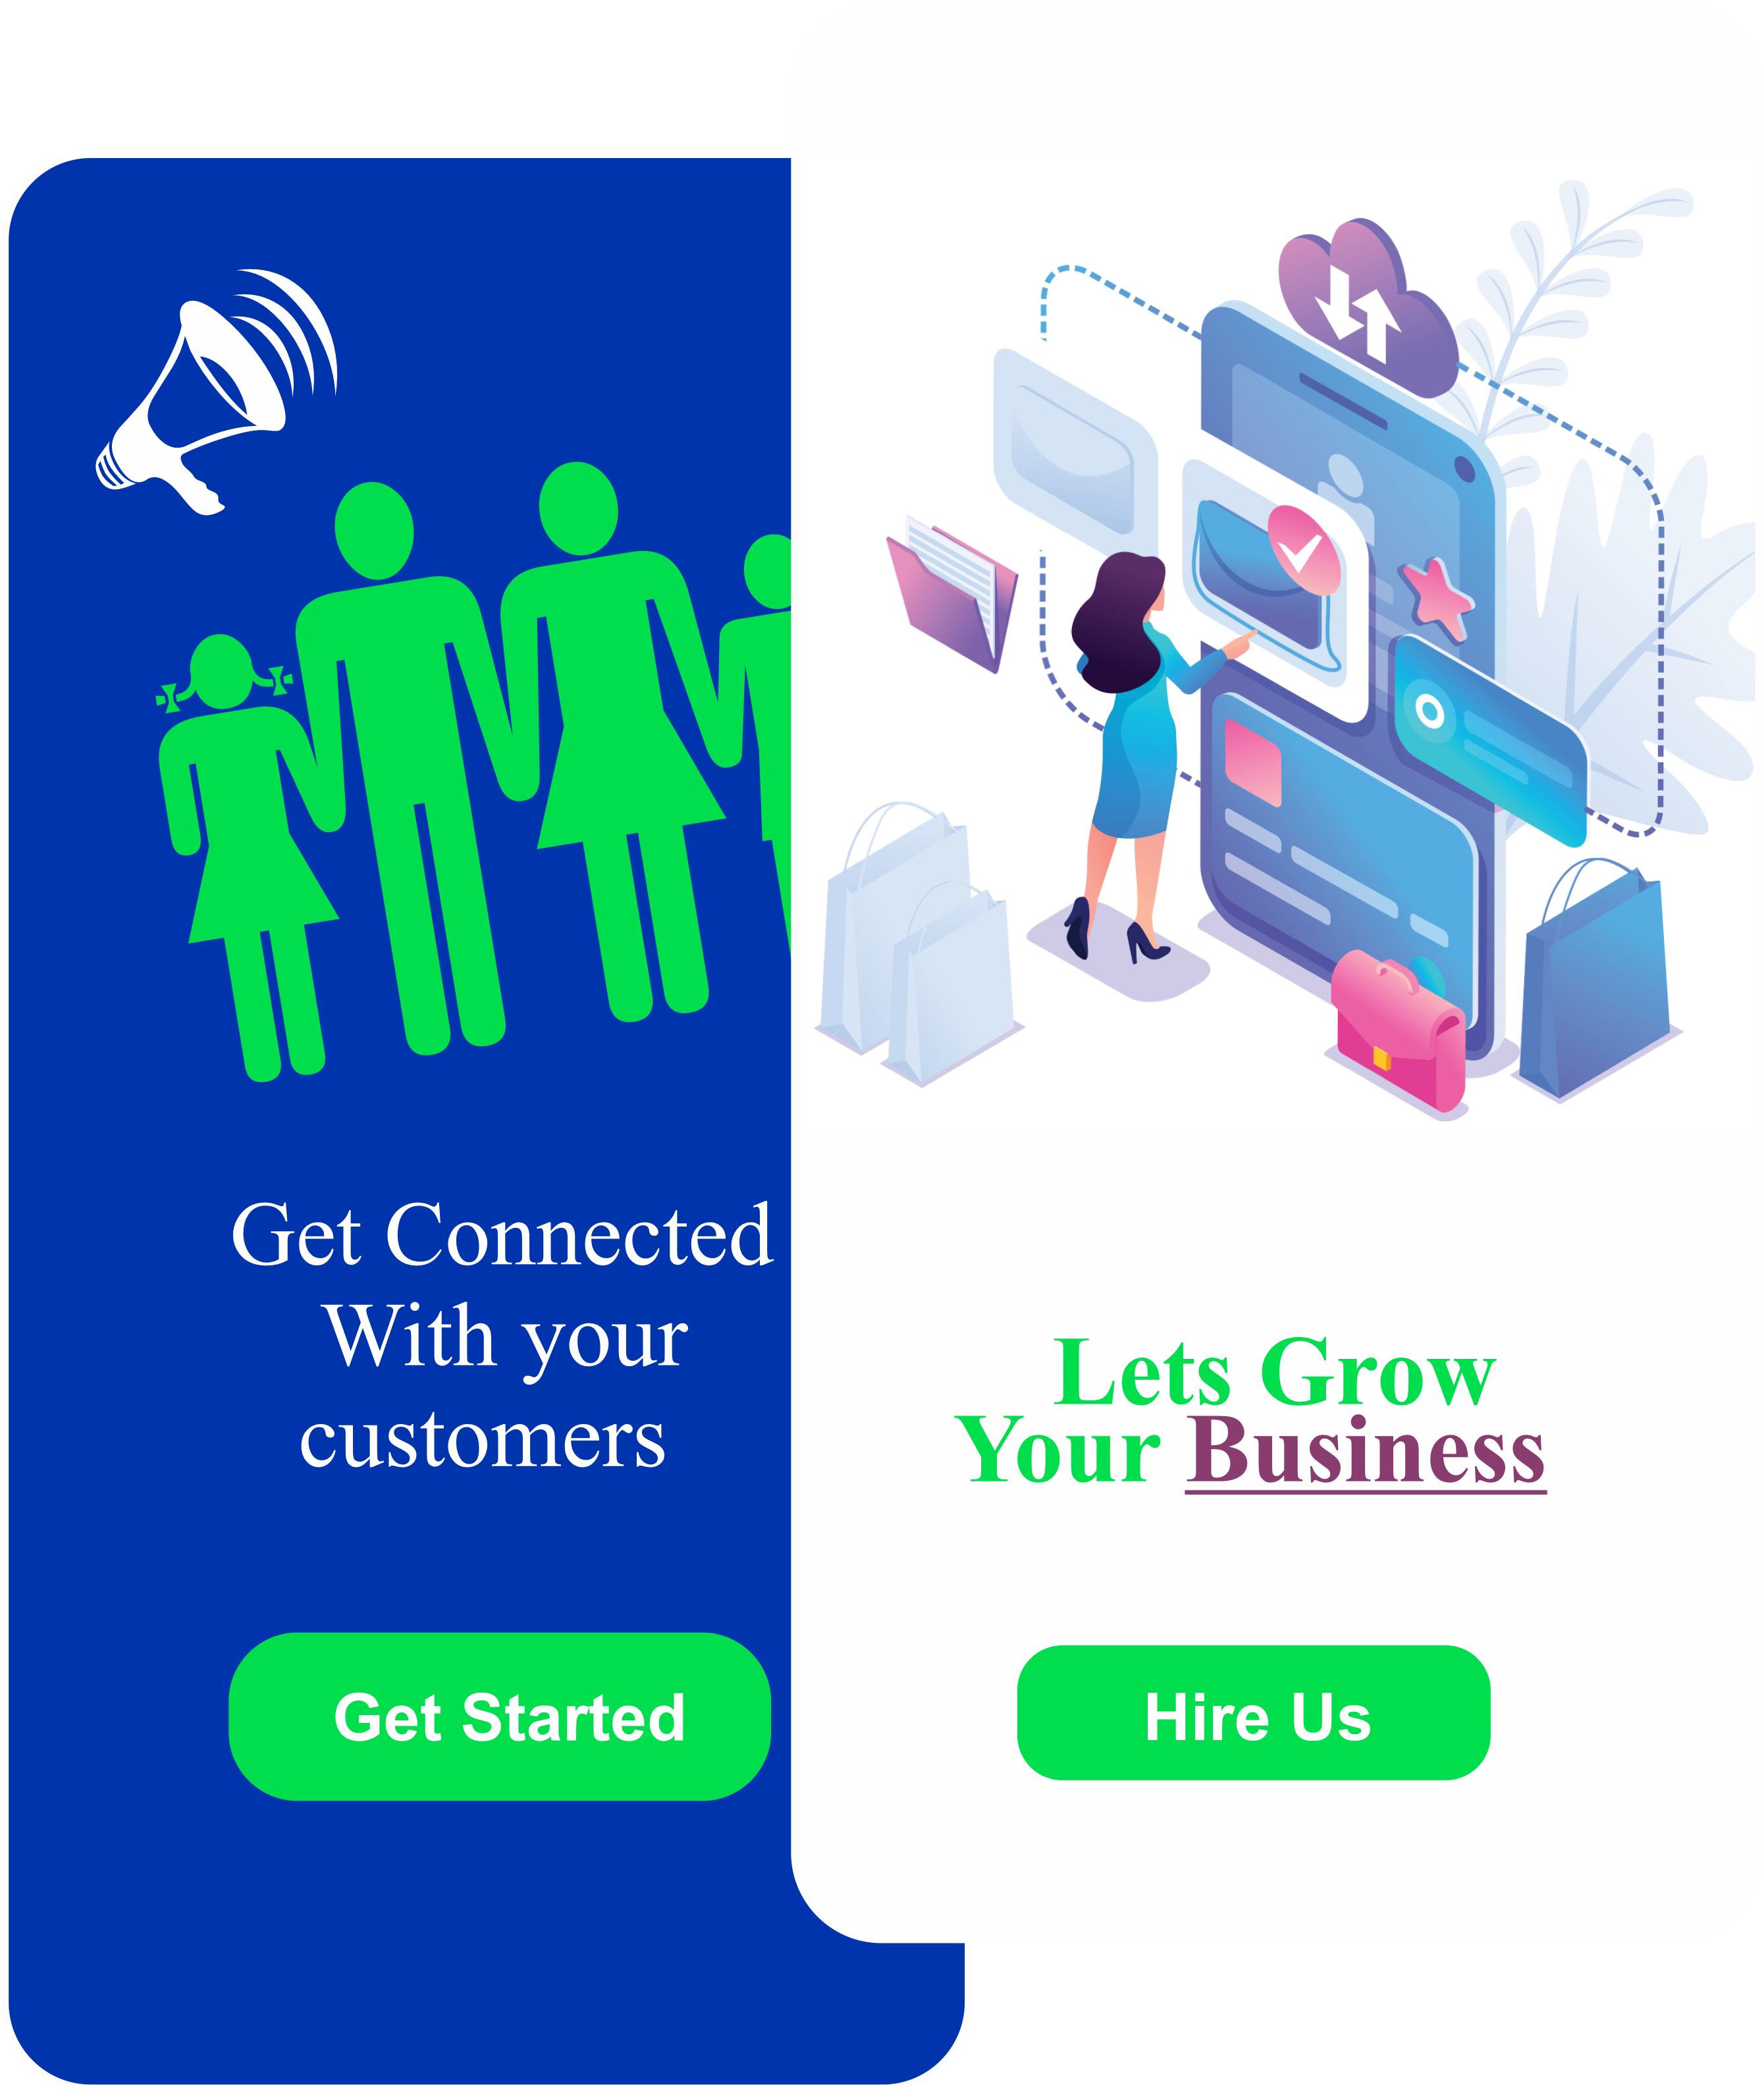 Get Connected
With your
customers
Get Started
Lets Grow
Your Business
Hire Us